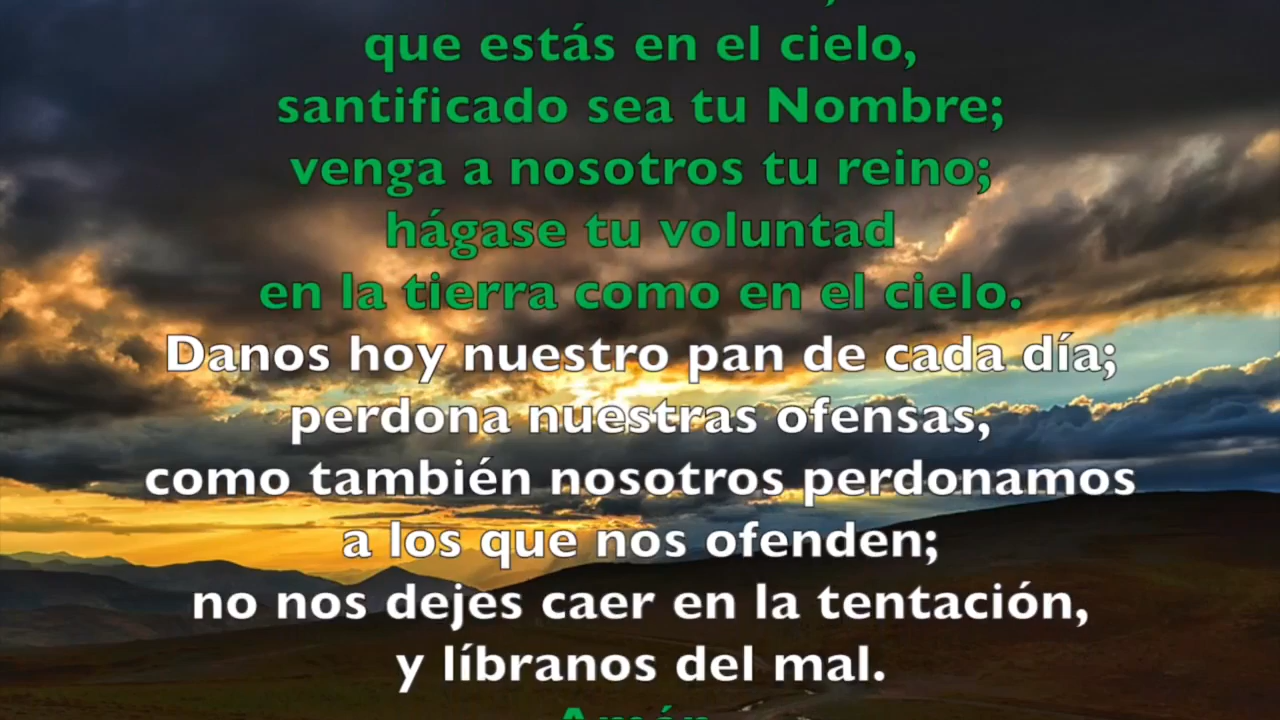 que estás en el cielo,
santificado sea tu Nombre;
venga a nosotros tu reino;
hágase tu voluntad
en la tierra como en el cielo.
Danos hoy nuestro pan de cada día;
perdona nuestras ofensas,
como también nosotros perdonamos
a los que nos ofenden;
no nos dejes caer en la tentación,
y líbranos del mal.
Amén